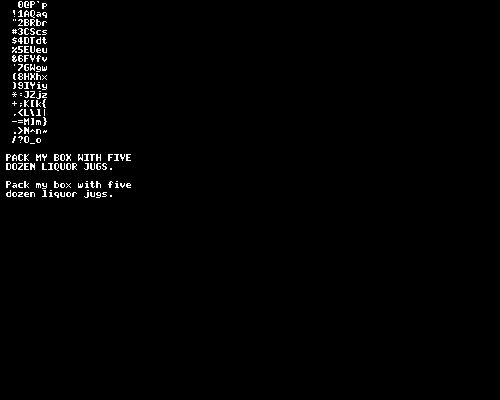 0@P`p
!1AQaq
"2BRbr
#3CScs
$4DTdt
%5EUeu
&6FVfv
'7GWgw
(8HXhx
)9IYiy
*:JZjz
+;K[k{
,<L\l|
-=M]m}
.>N^n~
/?O_o
PACK MY BOX WITH FIVE
DOZEN LIQUOR JUGS.
Pack my box with five
dozen liquor jugs.